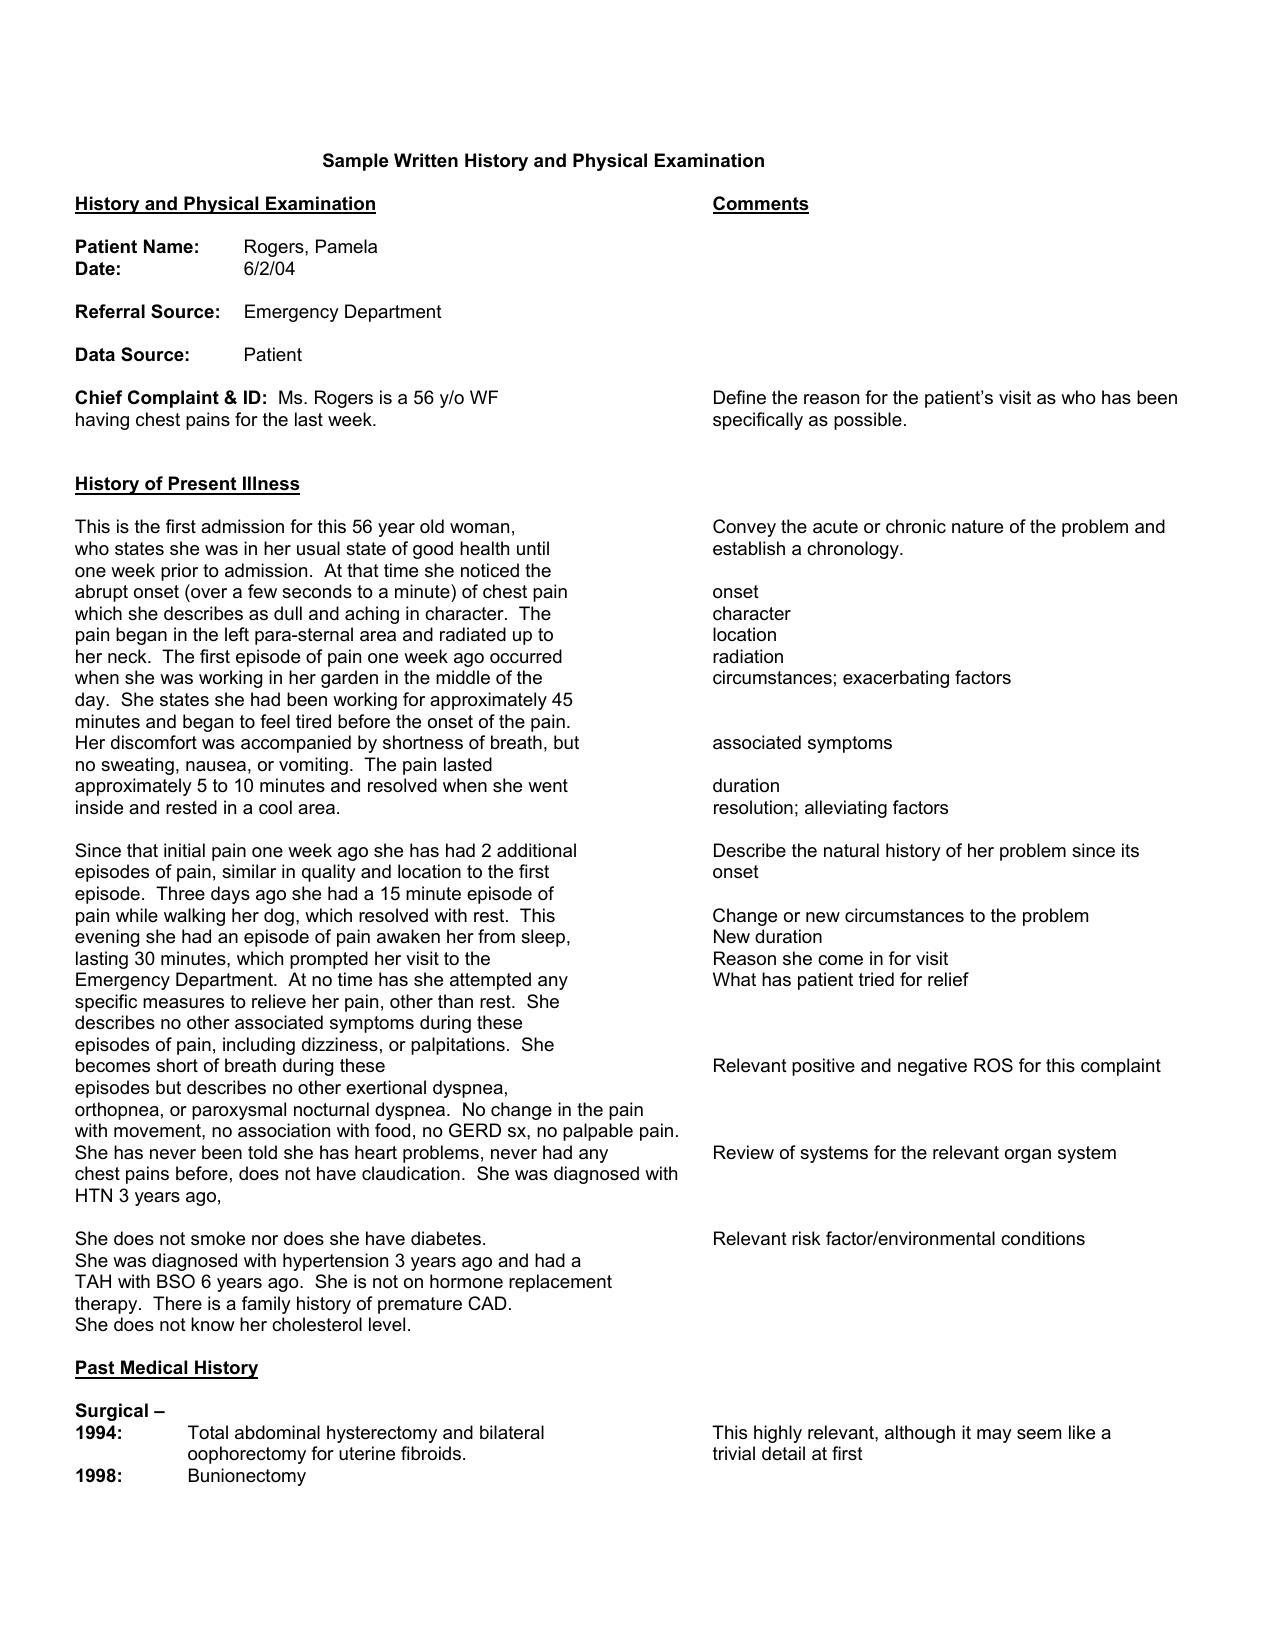 Sample Written History and Physical Examination
History and Physical Examination Comments
Patient Name: Rogers, Pamela
Date: 6/2/04
Referral Source: Emergency Department
Data Source: Patient
Chief Complaint & ID: Ms. Rogers is a 56 y/o WF Define the reason for the patient’s visit as who has been
having chest pains for the last week. specifically as possible.
History of Present Illness
This is the first admission for this 56 year old woman, Convey the acute or chronic nature of the problem and
who states she was in her usual state of good health until establish a chronology.
one week prior to admission. At that time she noticed the
abrupt onset (over a few seconds to a minute) of chest pain onset
which she describes as dull and aching in character. The character
pain began in the left para-sternal area and radiated up to location
her neck. The first episode of pain one week ago occurred radiation
when she was working in her garden in the middle of the circumstances; exacerbating factors
day. She states she had been working for approximately 45
minutes and began to feel tired before the onset of the pain.
Her discomfort was accompanied by shortness of breath, but associated symptoms
no sweating, nausea, or vomiting. The pain lasted
approximately 5 to 10 minutes and resolved when she went duration
inside and rested in a cool area. resolution; alleviating factors
Since that initial pain one week ago she has had 2 additional Describe the natural history of her problem since its
episodes of pain, similar in quality and location to the first onset
episode. Three days ago she had a 15 minute episode of
pain while walking her dog, which resolved with rest. This Change or new circumstances to the problem
evening she had an episode of pain awaken her from sleep, New duration
lasting 30 minutes, which prompted her visit to the Reason she come in for visit
Emergency Department. At no time has she attempted any What has patient tried for relief
specific measures to relieve her pain, other than rest. She
describes no other associated symptoms during these
episodes of pain, including dizziness, or palpitations. She
becomes short of breath during these Relevant positive and negative ROS for this complaint
episodes but describes no other exertional dyspnea,
orthopnea, or paroxysmal nocturnal dyspnea. No change in the pain
with movement, no association with food, no GERD sx, no palpable pain.
She has never been told she has heart problems, never had any Review of systems for the relevant organ system
chest pains before, does not have claudication. She was diagnosed with
HTN 3 years ago,
She does not smoke nor does she have diabetes. Relevant risk factor/environmental conditions
She was diagnosed with hypertension 3 years ago and had a
TAH with BSO 6 years ago. She is not on hormone replacement
therapy. There is a family history of premature CAD.
She does not know her cholesterol level.
Past Medical History
Surgical –
1994: Total abdominal hysterectomy and bilateral This highly relevant, although it may seem like a
oophorectomy for uterine fibroids. trivial detail at first
1998: Bunionectomy